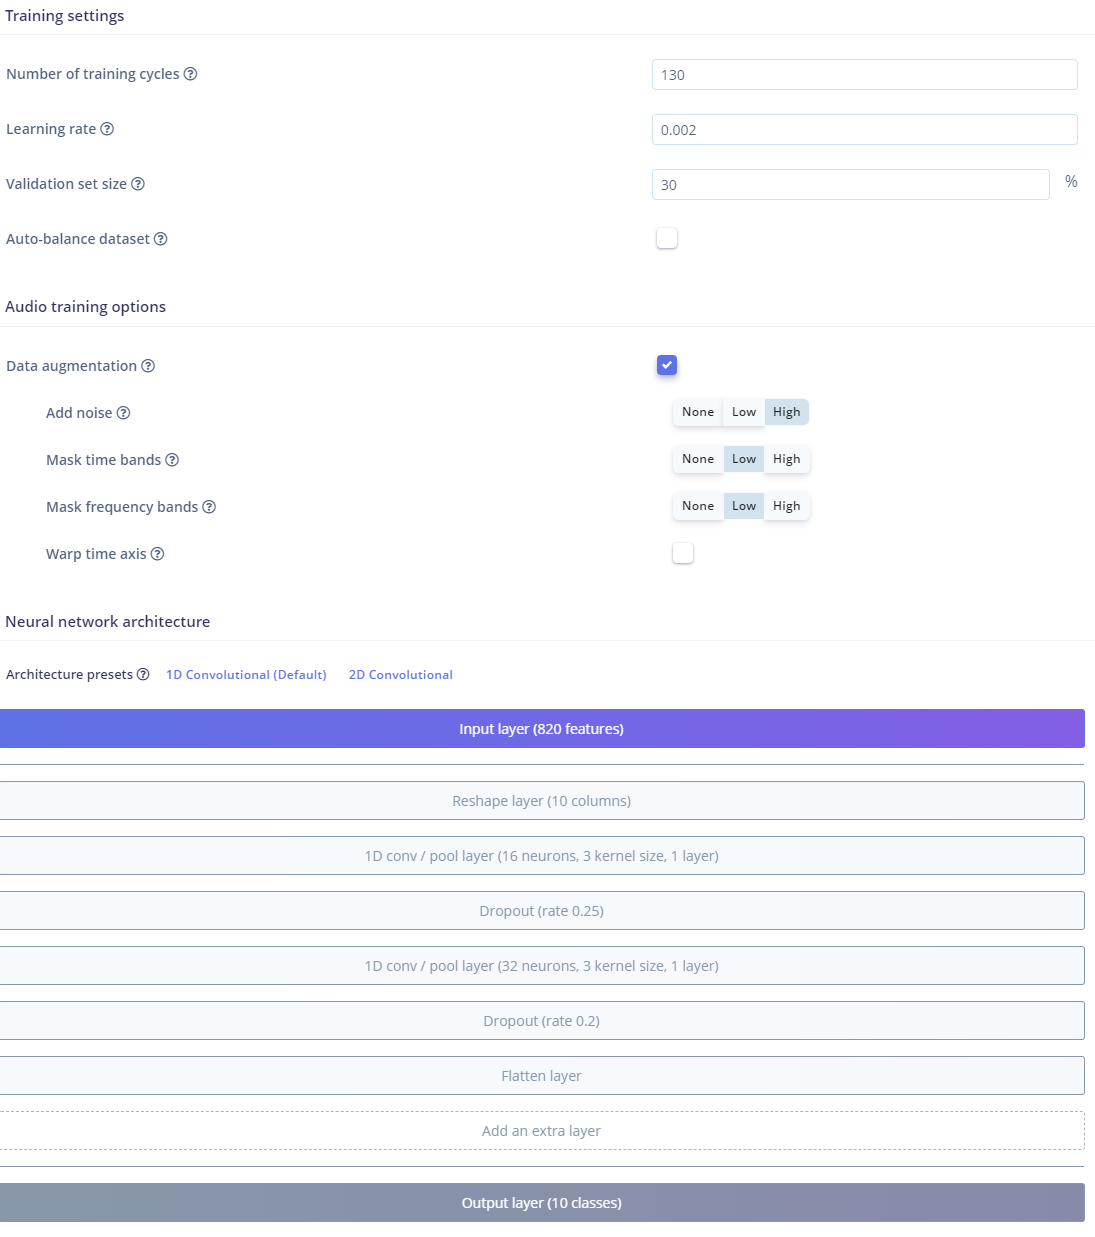 Training settings
Number of training cycles
130
Learning rate
0.002
Validation set size
30
%
Auto-balance dataset
Audio training options
Data augmentation
Add noise
None Low High
Mask time bands
None Low High
Mask frequency bands
None Low High
Warp time axis
Neural network architecture
Architecture presets 1D Convolutional (Default) 2D Convolutional
Input layer (820 features)
Reshape layer (10 columns)
1D conv / pool layer (16 neurons, 3 kernel size, 1 layer)
Dropout (rate 0.25)
1D conv / pool layer (32 neurons, 3 kernel size, 1 layer)
Dropout (rate 0.2)
Flatten layer
Add an extra layer
Output layer (10 classes)